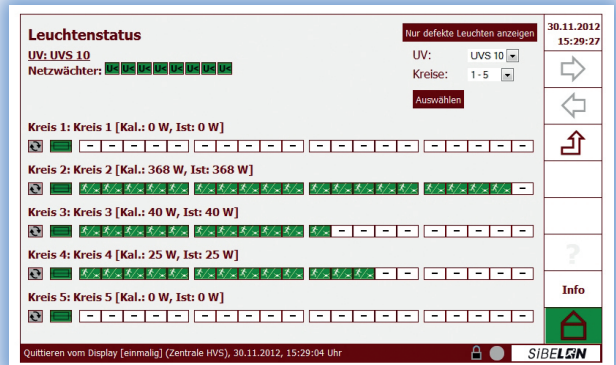 Leuchtenstatus
Nur defekte Leuchten anzeigen
30.11.2012
15:29:27
UV: UVS 10
UV: UVS 10
Netzwächter: U< U< U< U< U< U< U< U<
Kreise: 1 - 5
Auswählen
Kreis 1: Kreis 1 [Kal.: 0 W, Ist: 0 W]
- - - - - - - - - - - - - - - - - - - -
Kreis 2: Kreis 2 [Kal.: 368 W, Ist: 368 W]
-
Kreis 3: Kreis 3 [Kal.: 40 W, Ist: 40 W]
- - - - - - - - -
Kreis 4: Kreis 4 [Kal.: 25 W, Ist: 25 W]
- - - - - - -
Kreis 5: Kreis 5 [Kal.: 0 W, Ist: 0 W]
- - - - - - - - - - - - - - - - - - - -
?
Info
Quittieren vom Display [einmalig] (Zentrale HVS), 30.11.2012, 15:29:04 Uhr
SIBELON